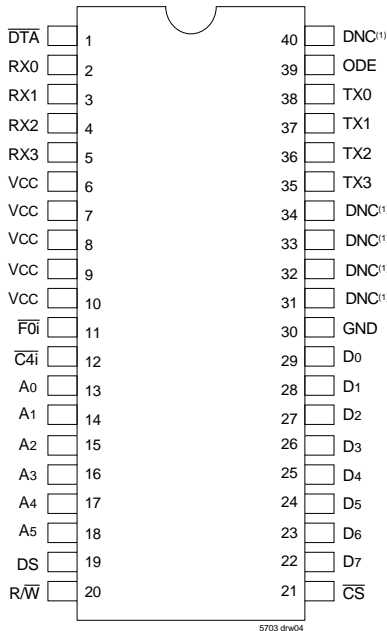 D̅T̅A̅ 1 40 DNC(1)
RX0 2 39 ODE
RX1 3 38 TX0
RX2 4 37 TX1
RX3 5 36 TX2
VCC 6 35 TX3
VCC 7 34 DNC(1)
VCC 8 33 DNC(1)
VCC 9 32 DNC(1)
VCC 10 31 DNC(1)
F̅0̅i̅ 11 30 GND
C̅4̅i̅ 12 29 D0
A0 13 28 D1
A1 14 27 D2
A2 15 26 D3
A3 16 25 D4
A4 17 24 D5
A5 18 23 D6
DS 19 22 D7
R/W̅ 20 21 C̅S̅
5703 drw04